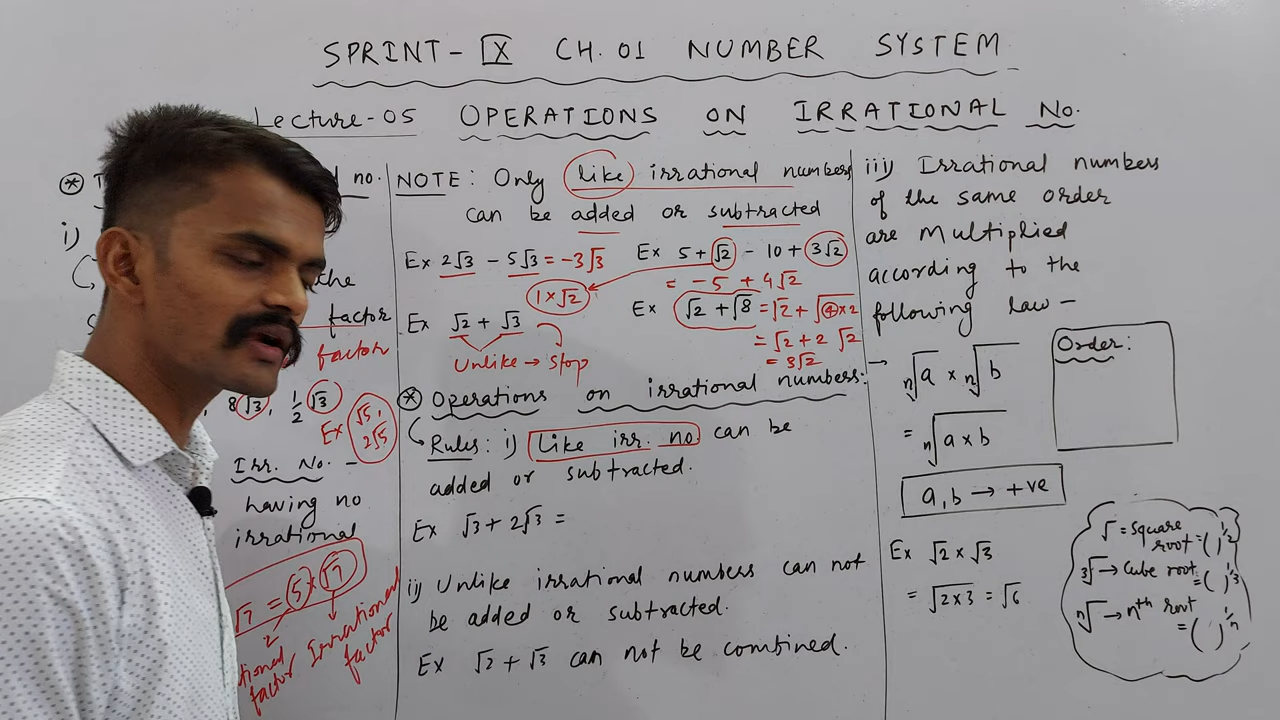 SPRINT-IX CH.01 NUMBER SYSTEM
Lecture-05 OPERATIONS ON IRRATIONAL No.
no.
i)
the
factor
factor
8√3, 1/2 √3
Ex √5, 2√5
Irr. No. -
having no
irrational
√7 = 5 × √7
2
Irrational
factor
factor
NOTE: Only like irrational numbers
can be added or subtracted
Ex 2√3 - 5√3 = -3√3
Ex 5+√2 - 10 + 3√2
= -5 + 4√2
1×√2
Ex √2 + √3
Unlike → Stop
Ex √2 + √8 = √2 + √4×2
= √2 + 2 √2
= 3√2
* Operations on irrational numbers:
Rules: i) Like irr. no. can be
added or subtracted.
Ex √3 + 2√3 =
ii) Unlike irrational numbers can not
be added or subtracted.
Ex √2 + √3 can not be combined.
iii) Irrational numbers
of the same order
are Multiplied
according to the
following law -
→ ⁿ√a × ⁿ√b
= ⁿ√a×b
a, b → +ve
Ex √2 × √3
= √2×3 = √6
Order:
√ = Square
root = ( )^1/2
3√ → Cube root
= ( )^1/3
n√ → nth root
= ( )^1/n